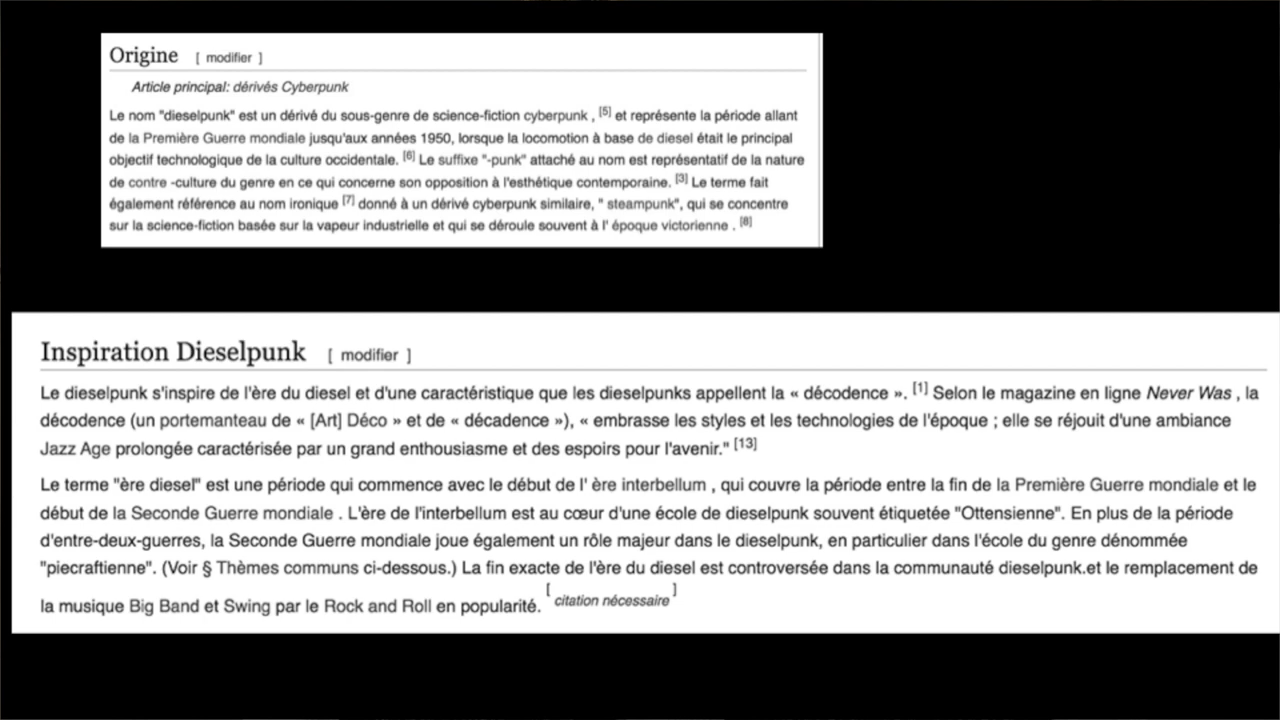 Origine [ modifier ]
Article principal: dérivés Cyberpunk
Le nom "dieselpunk" est un dérivé du sous-genre de science-fiction cyberpunk , [5] et représente la période allant
de la Première Guerre mondiale jusqu'aux années 1950, lorsque la locomotion à base de diesel était le principal
objectif technologique de la culture occidentale. [6] Le suffixe "-punk" attaché au nom est représentatif de la nature
de contre -culture du genre en ce qui concerne son opposition à l'esthétique contemporaine. [3] Le terme fait
également référence au nom ironique [7] donné à un dérivé cyberpunk similaire, " steampunk", qui se concentre
sur la science-fiction basée sur la vapeur industrielle et qui se déroule souvent à l' époque victorienne . [8]
Inspiration Dieselpunk [ modifier ]
Le dieselpunk s'inspire de l'ère du diesel et d'une caractéristique que les dieselpunks appellent la « décodence ». [1] Selon le magazine en ligne Never Was , la
décodence (un portemanteau de « [Art] Déco » et de « décadence »), « embrasse les styles et les technologies de l'époque ; elle se réjouit d'une ambiance
Jazz Age prolongée caractérisée par un grand enthousiasme et des espoirs pour l'avenir." [13]
Le terme "ère diesel" est une période qui commence avec le début de l' ère interbellum , qui couvre la période entre la fin de la Première Guerre mondiale et le
début de la Seconde Guerre mondiale . L'ère de l'interbellum est au cœur d'une école de dieselpunk souvent étiquetée "Ottensienne". En plus de la période
d'entre-deux-guerres, la Seconde Guerre mondiale joue également un rôle majeur dans le dieselpunk, en particulier dans l'école du genre dénommée
"piecraftienne". (Voir § Thèmes communs ci-dessous.) La fin exacte de l'ère du diesel est controversée dans la communauté dieselpunk.et le remplacement de
la musique Big Band et Swing par le Rock and Roll en popularité. [ citation nécessaire ]